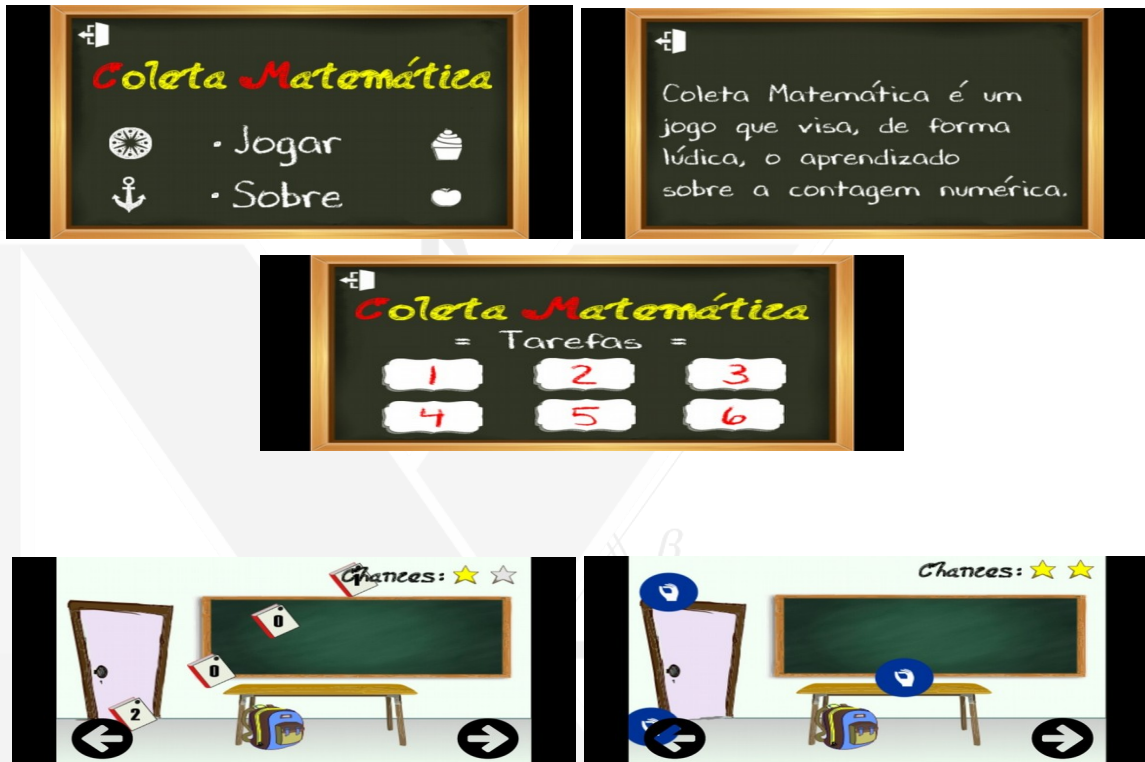 Coleta Matemática
· Jogar
· Sobre
Coleta Matemática é um
jogo que visa, de forma
lúdica, o aprendizado
sobre a contagem numérica.
Coleta Matemática
= Tarefas =
1 2 3
4 5 6
Chances:
0
0
2
Chances:
β